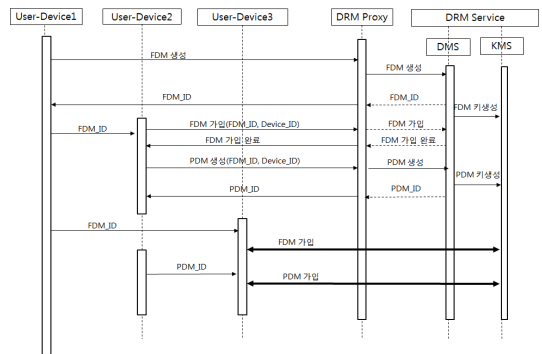 User-Device1 User-Device2 User-Device3 DRM Proxy DRM Service
DMS KMS
FDM 생성
FDM 생성
FDM_ID
FDM_ID
FDM 키생성
FDM_ID
FDM 가입(FDM_ID, Device_ID)
FDM 가입
FDM 가입 완료
FDM 가입 완료
PDM 생성(FDM_ID, Device_ID)
PDM 생성
PDM 키생성
PDM_ID
PDM_ID
FDM_ID
FDM 가입
PDM_ID
PDM 가입